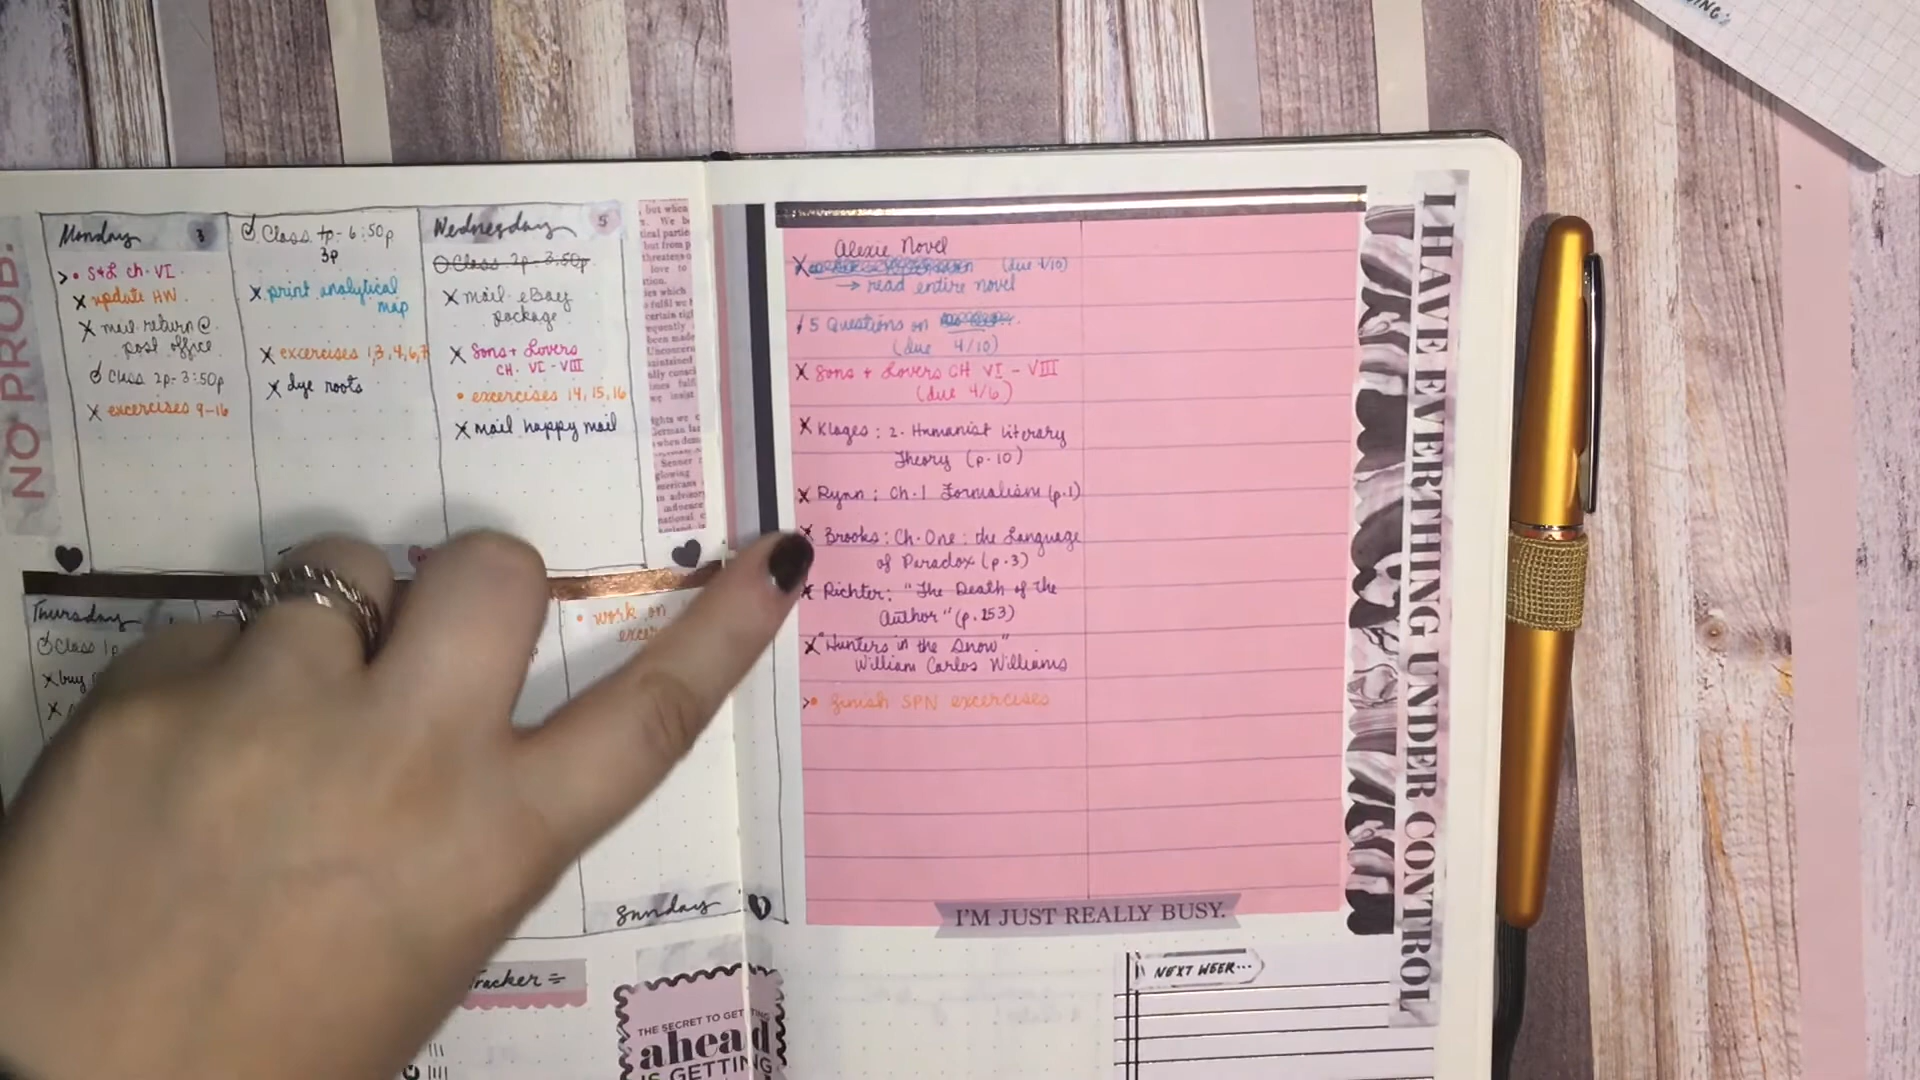 NO PROB.
Monday 3
> • S&L ch. VI
x update HW
x mail return @
post office
Class 2p-3:50p
x excercises 9-16
Class 1p-6:50p
3p
x print analytical
map
x excercises 1,3,4,6,7
x dye roots
Wednesday 5
Class 2p-3:50p
x mail eBay
package
x Sons + Lovers
CH. VI - VIII
• excercises 14, 15, 16
x mail happy mail
Thursday
Class 1p
x buy
• work on
Sunday
Tracker =
THE SECRET TO GETTING
ahead
IS GETTING
Alexie Novel
x (due 4/10)
→ read entire novel
/ 5 Questions on
(due 4/10)
x Sons + Lovers CH VI - VIII
(due 4/6)
x Klages: 2. Humanist Literary
Theory (p. 10)
x Rynn: Ch. 1 Formalism (p. 1)
x Brooks: Ch. One: the Language
of Paradox (p. 3)
x Richter: "The Death of the
Author" (p. 153)
x "Hunters in the Snow"
William Carlos Williams
> • finish SPN excercises
I'M JUST REALLY BUSY.
NEXT WEEK...
I HAVE EVERYTHING UNDER CONTROL